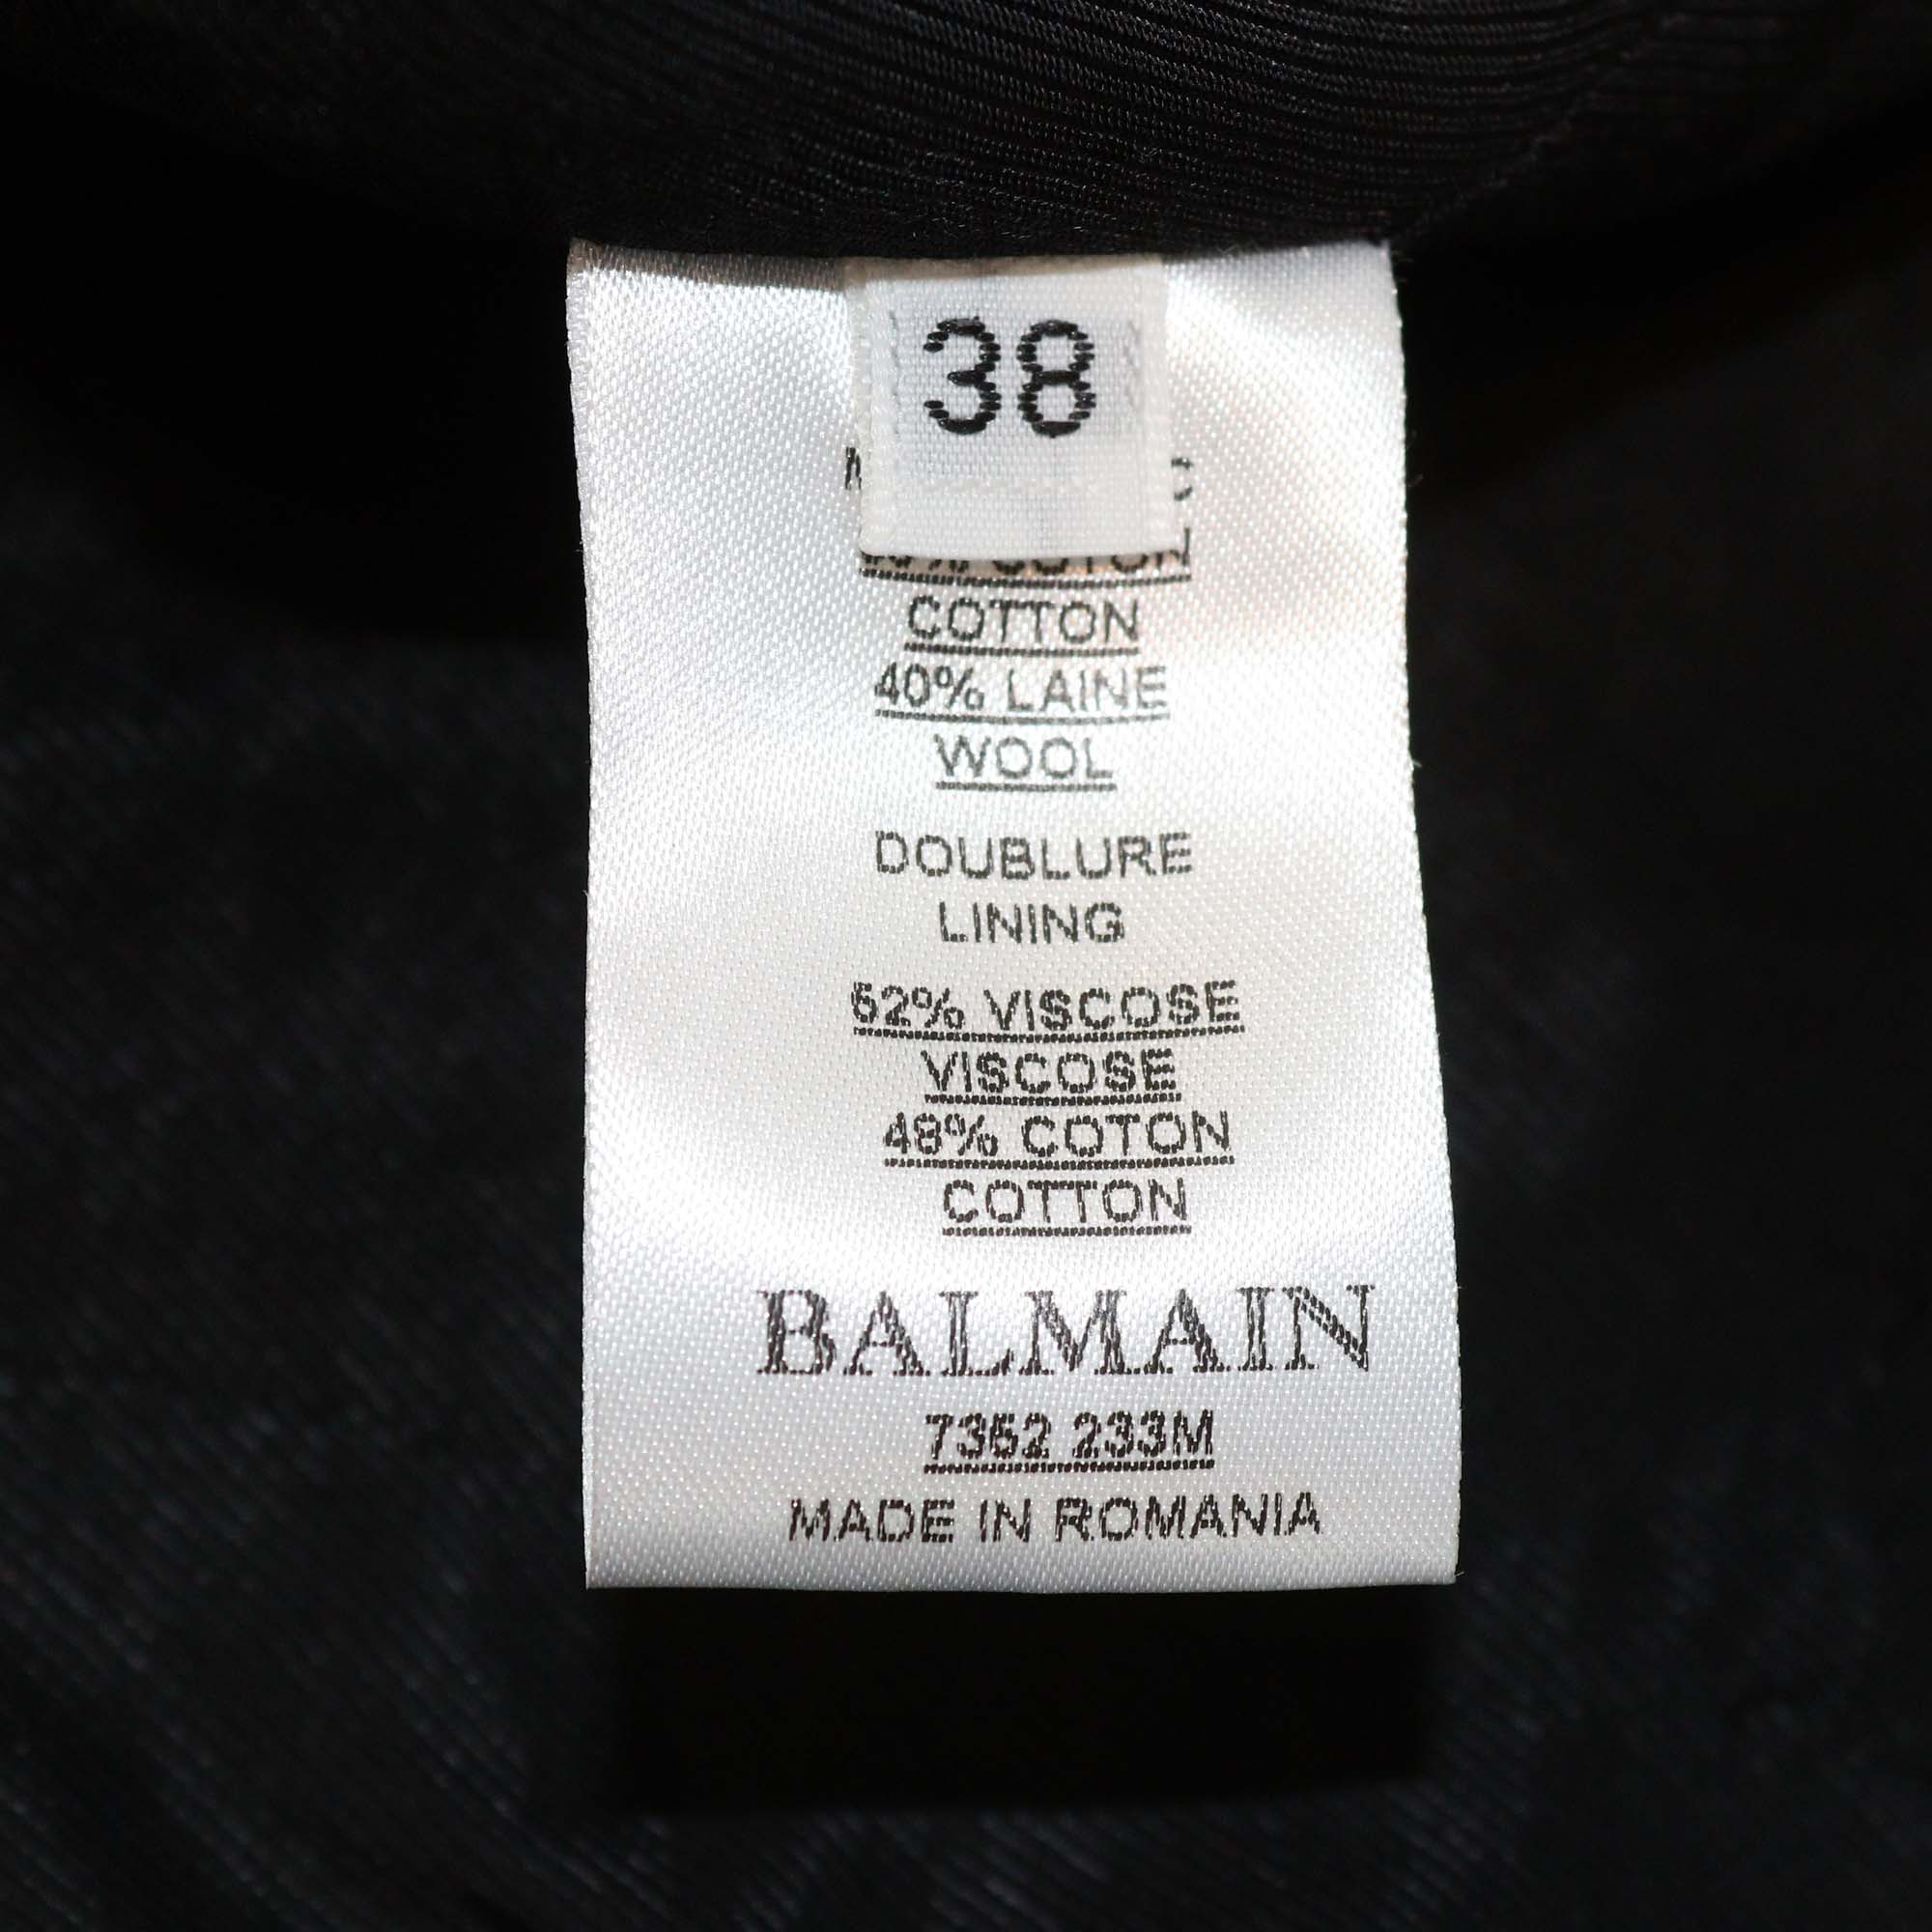 38
COTTON
40% LAINE
WOOL
DOUBLURE
LINING
52% VISCOSE
VISCOSE
48% COTON
COTTON
BALMAIN
7352 233M
MADE IN ROMANIA